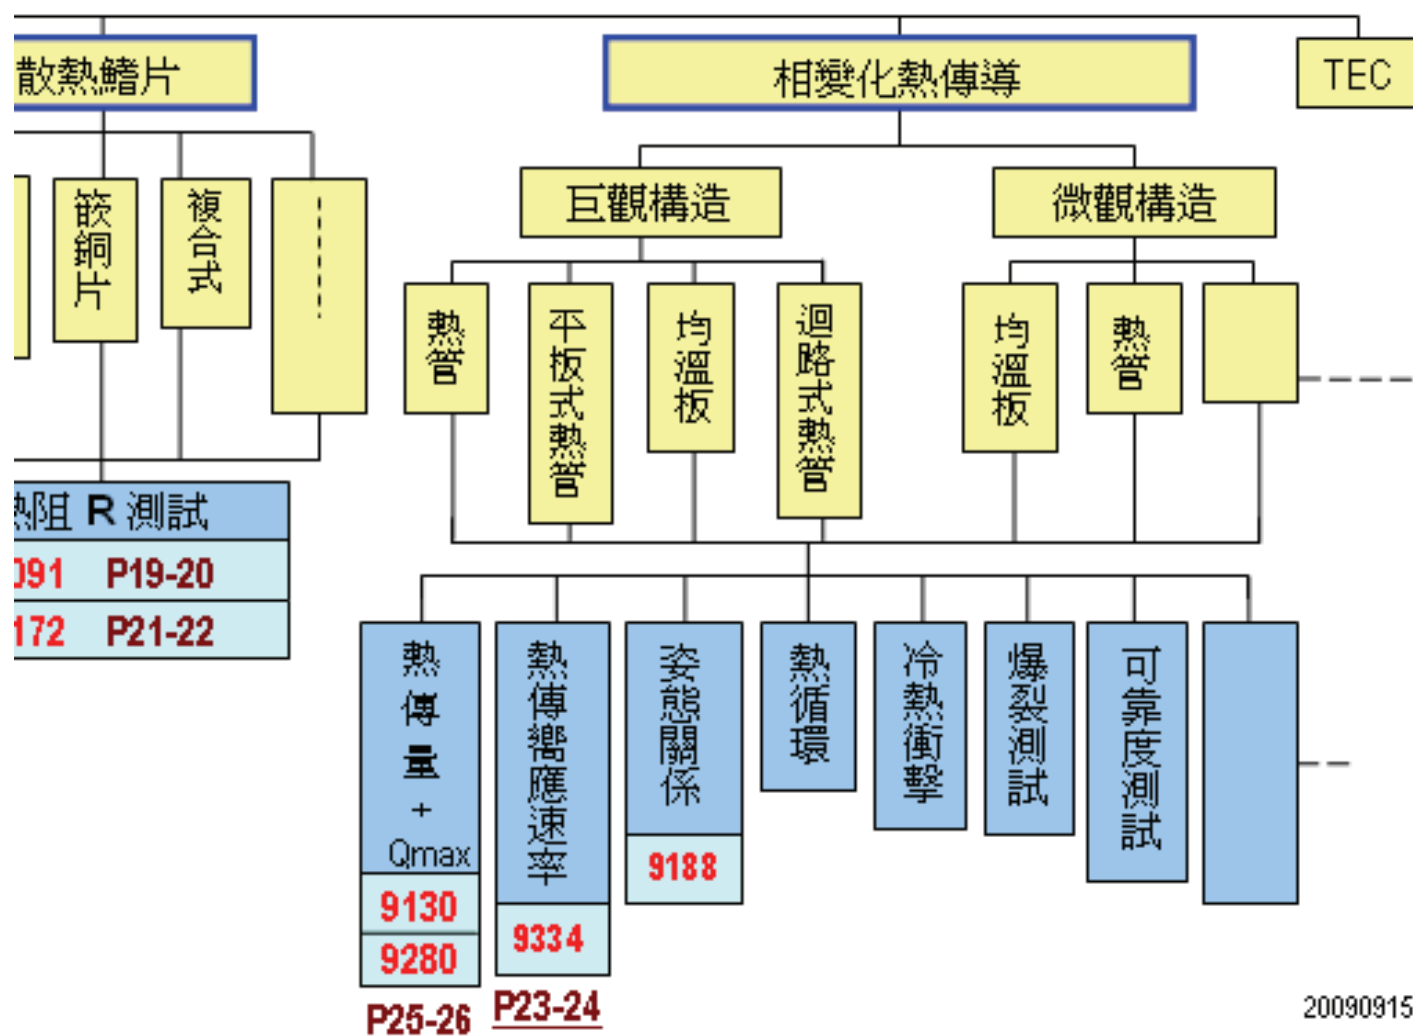 散熱鰭片
相變化熱傳導
TEC
嵌銅片
複合式
巨觀構造
微觀構造
熱管
平板式熱管
均溫板
迴路式熱管
均溫板
熱管
熱阻 R 測試
091 P19-20
172 P21-22
熱傳量+Qmax
9130
9280
P25-26
熱傳嚮應速率
9334
P23-24
姿態關係
9188
熱循環
冷熱衝擊
爆裂測試
可靠度測試
20090915